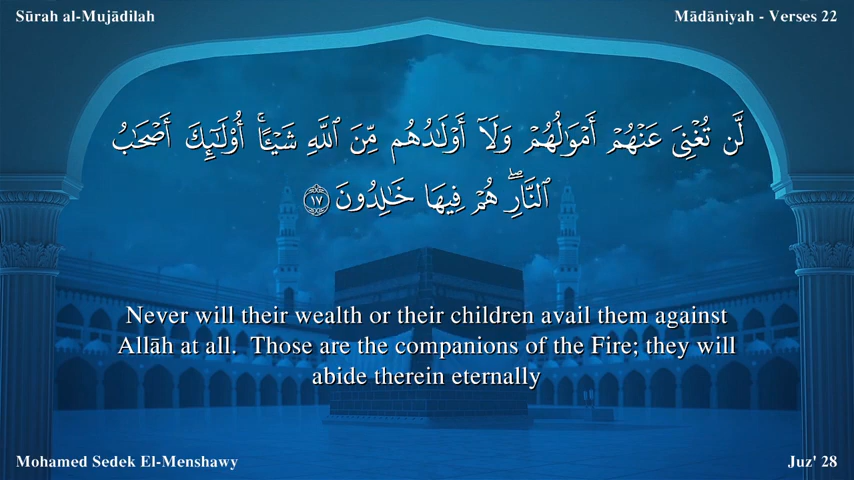 Sūrah al-Mujādilah
Mādāniyah - Verses 22
لَّن تُغْنِىَ عَنْهُمْ أَمْوَٰلُهُمْ وَلَآ أَوْلَـٰدُهُم مِّنَ ٱللَّهِ شَيْـًٔا ۚ أُو۟لَـٰٓئِكَ أَصْحَـٰبُ
ٱلنَّارِ ۖ هُمْ فِيهَا خَـٰلِدُونَ ١٧
Never will their wealth or their children avail them against
Allāh at all.  Those are the companions of the Fire; they will
abide therein eternally
Mohamed Sedek El-Menshawy
Juz' 28